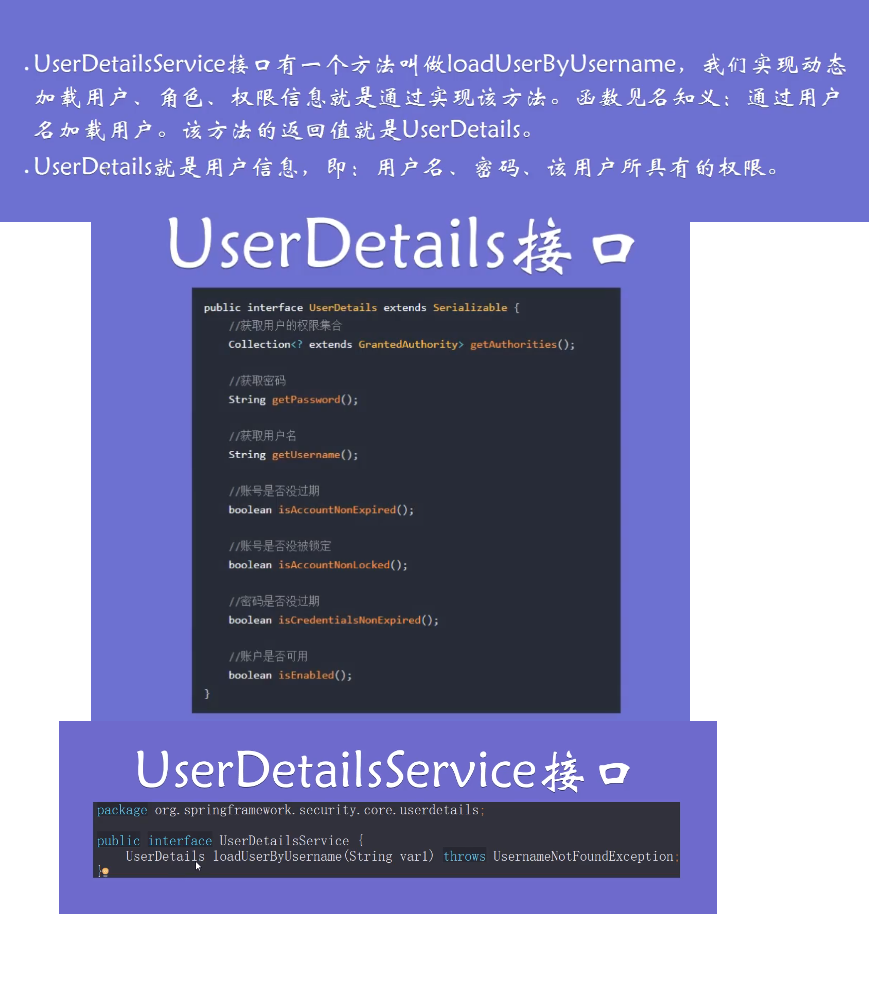 .UserDetailsService接口有一个方法叫做loadUserByUsername，我们实现动态
加载用户、角色、权限信息就是通过实现该方法。函数见名知义：通过用户
名加载用户。该方法的返回值就是UserDetails。
.UserDetails就是用户信息，即：用户名、密码、该用户所具有的权限。
UserDetails接口
public interface UserDetails extends Serializable {
//获取用户的权限集合
Collection<? extends GrantedAuthority> getAuthorities();
//获取密码
String getPassword();
//获取用户名
String getUsername();
//账号是否没过期
boolean isAccountNonExpired();
//账号是否没被锁定
boolean isAccountNonLocked();
//密码是否没过期
boolean isCredentialsNonExpired();
//账户是否可用
boolean isEnabled();
}
UserDetailsService接口
package org.springframework.security.core.userdetails;
public interface UserDetailsService {
UserDetails loadUserByUsername(String var1) throws UsernameNotFoundException;
}